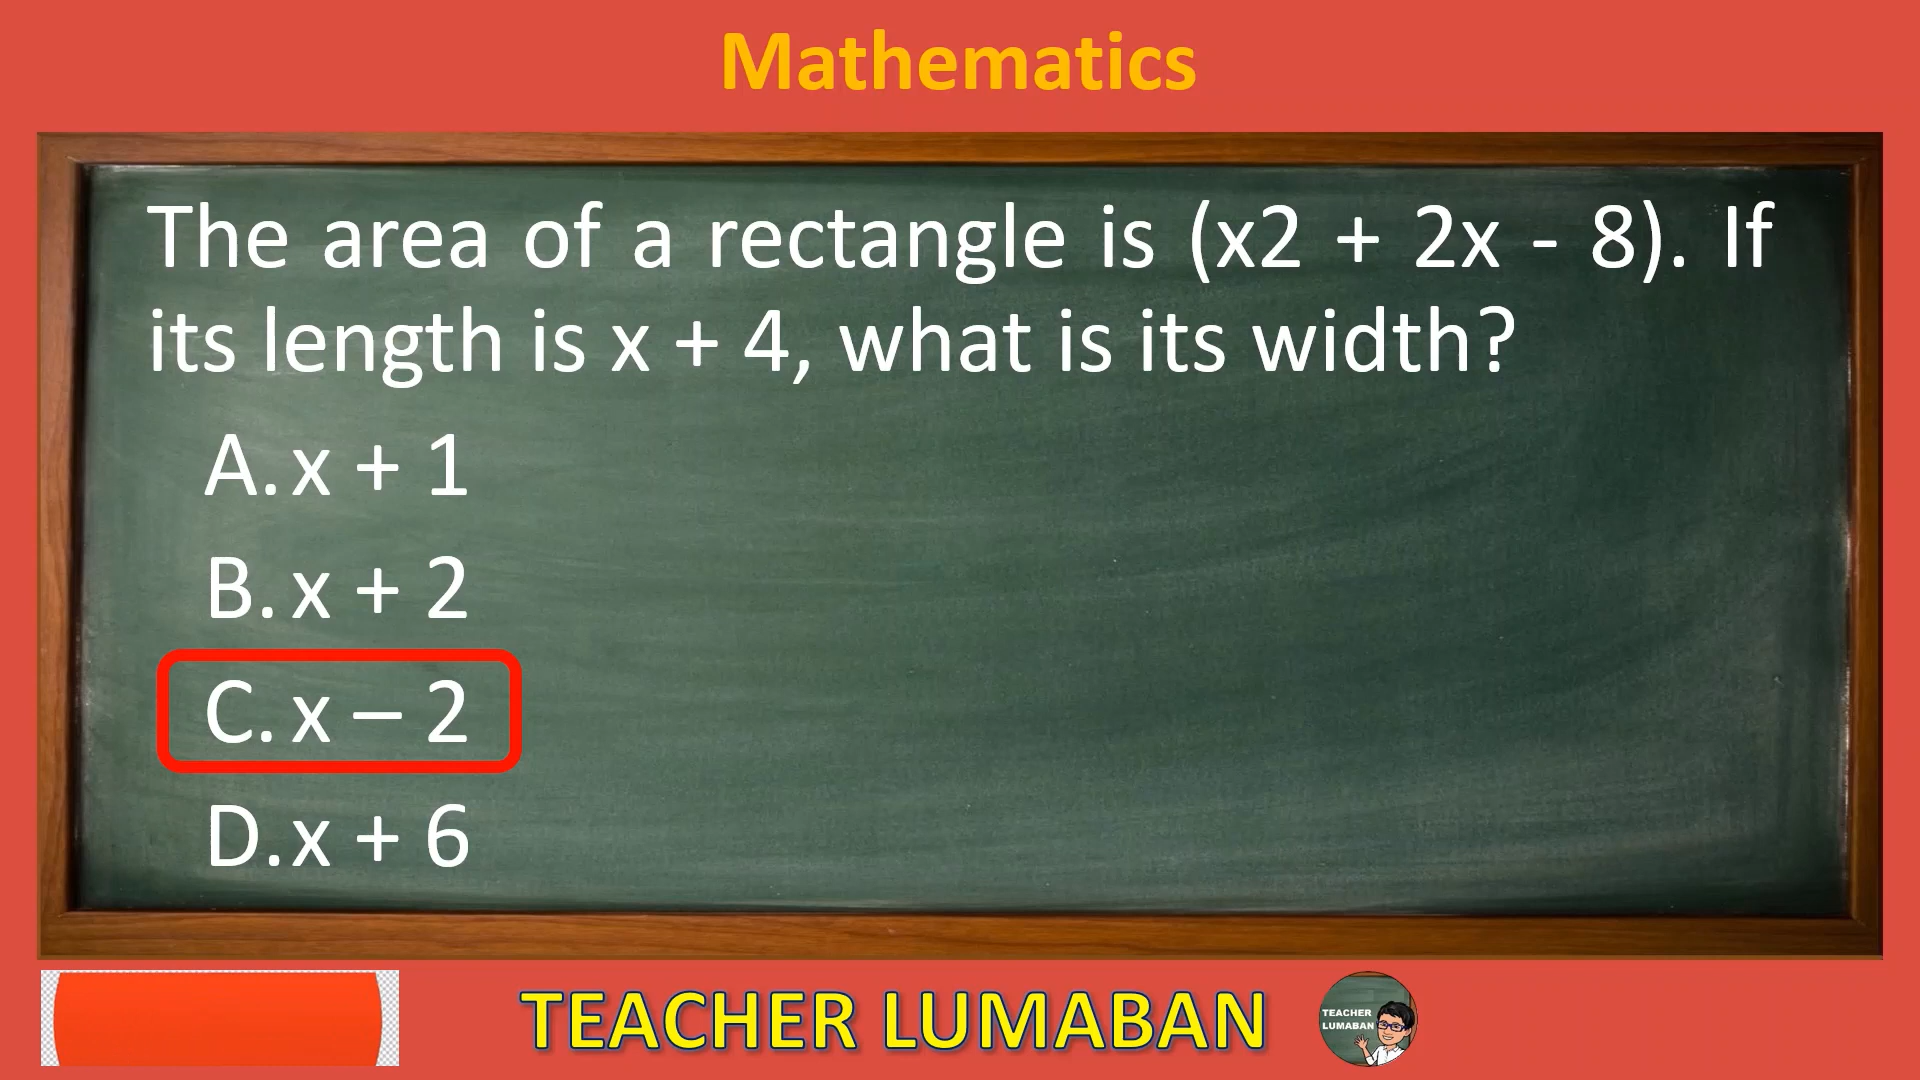 Mathematics
The area of a rectangle is (x2 + 2x - 8). If
its length is x + 4, what is its width?
A. x + 1
B. x + 2
C. x – 2
D. x + 6
TEACHER LUMABAN
TEACHER
LUMABAN